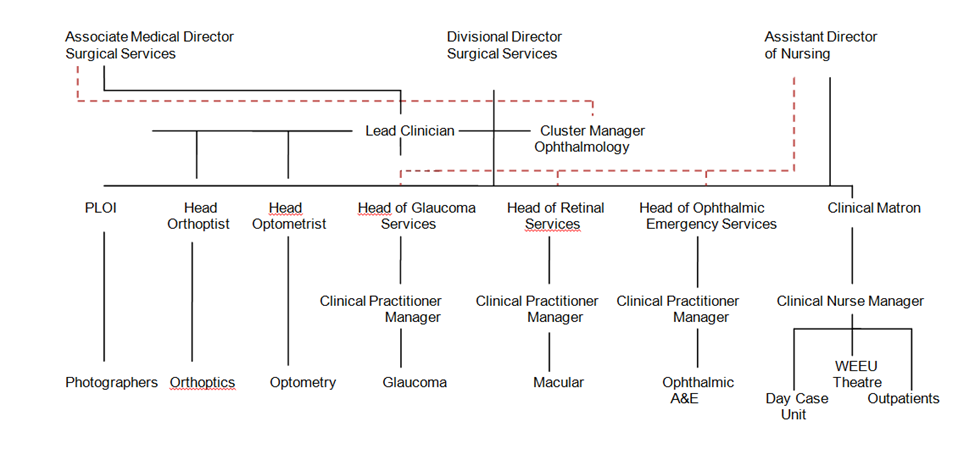 Associate Medical Director
Surgical Services
Divisional Director
Surgical Services
Assistant Director
of Nursing
Lead Clinician
Cluster Manager
Ophthalmology
PLOI
Head
Orthoptist
Head
Optometrist
Head of Glaucoma
Services
Head of Retinal
Services
Head of Ophthalmic
Emergency Services
Clinical Matron
Clinical Practitioner
Manager
Clinical Practitioner
Manager
Clinical Practitioner
Manager
Clinical Nurse Manager
Photographers
Orthoptics
Optometry
Glaucoma
Macular
Ophthalmic
A&E
Day Case
Unit
WEEU
Theatre
Outpatients